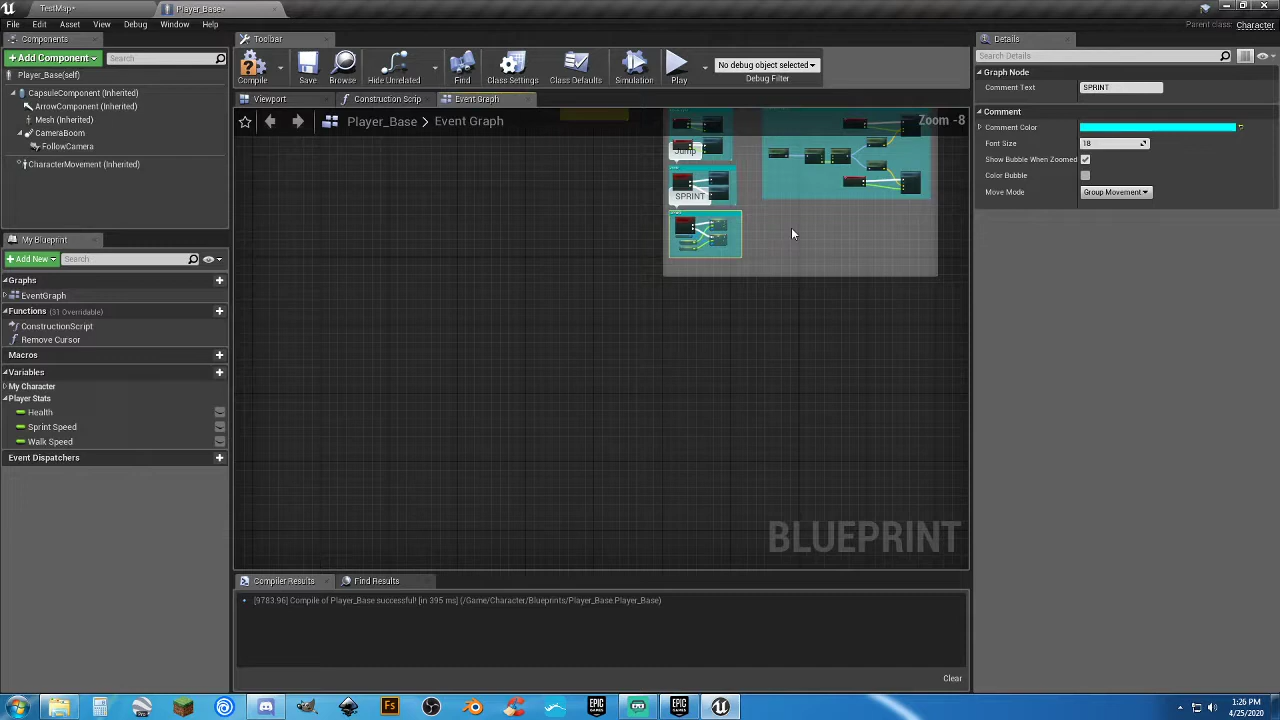 TestMap*
Player_Base*
File
Edit
Asset
View
Debug
Window
Help
Parent class: Character
Components
+Add Component
Search
Player_Base(self)
CapsuleComponent (Inherited)
ArrowComponent (Inherited)
Mesh (Inherited)
CameraBoom
FollowCamera
CharacterMovement (Inherited)
My Blueprint
+Add New
Search
Graphs
EventGraph
Functions (31 Overridable)
ConstructionScript
Remove Cursor
Macros
Variables
My Character
Player Stats
Health
Sprint Speed
Walk Speed
Event Dispatchers
Toolbar
Compile
Save
Browse
Hide Unrelated
Find
Class Settings
Class Defaults
Simulation
Play
No debug object selected
Debug Filter
Viewport
Construction Scrip
Event Graph
Player_Base > Event Graph
Zoom -8
Jump
SPRINT
BLUEPRINT
Compiler Results
Find Results
[9783.96] Compile of Player_Base successful! [in 395 ms] (/Game/Character/Blueprints/Player_Base.Player_Base)
Clear
Details
Search Details
Graph Node
Comment Text
SPRINT
Comment
Comment Color
Font Size
18
Show Bubble When Zoomed
Color Bubble
Move Mode
Group Movement
Pro
Fs
EPIC
GAMES
EPIC
GAMES
1:26 PM
4/25/2020